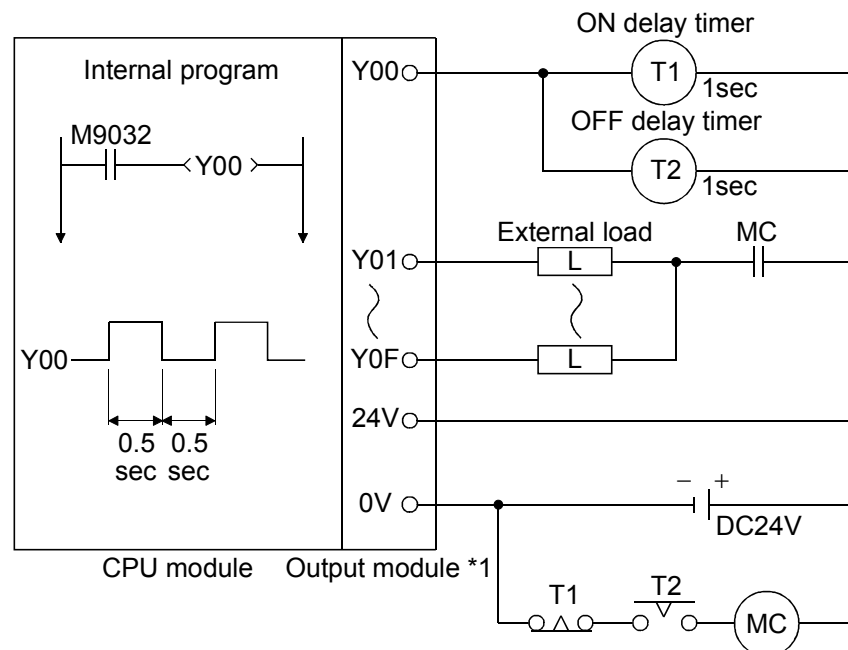 ON delay timer
Internal program
Y00
T1
1sec
OFF delay timer
M9032
Y00
T2
1sec
External load
MC
Y01
L
Y00
Y0F
L
24V
0.5
sec
0.5
sec
0V
− +
DC24V
CPU module
Output module *1
T1
T2
MC